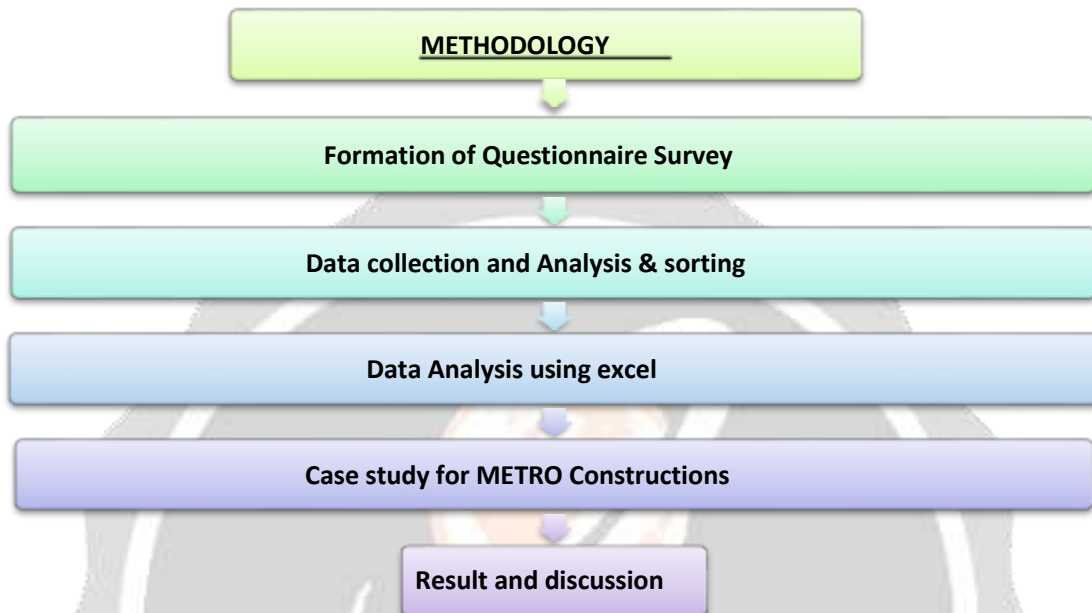 METHODOLOGY
Formation of Questionnaire Survey
Data collection and Analysis & sorting
Data Analysis using excel
Case study for METRO Constructions
Result and discussion